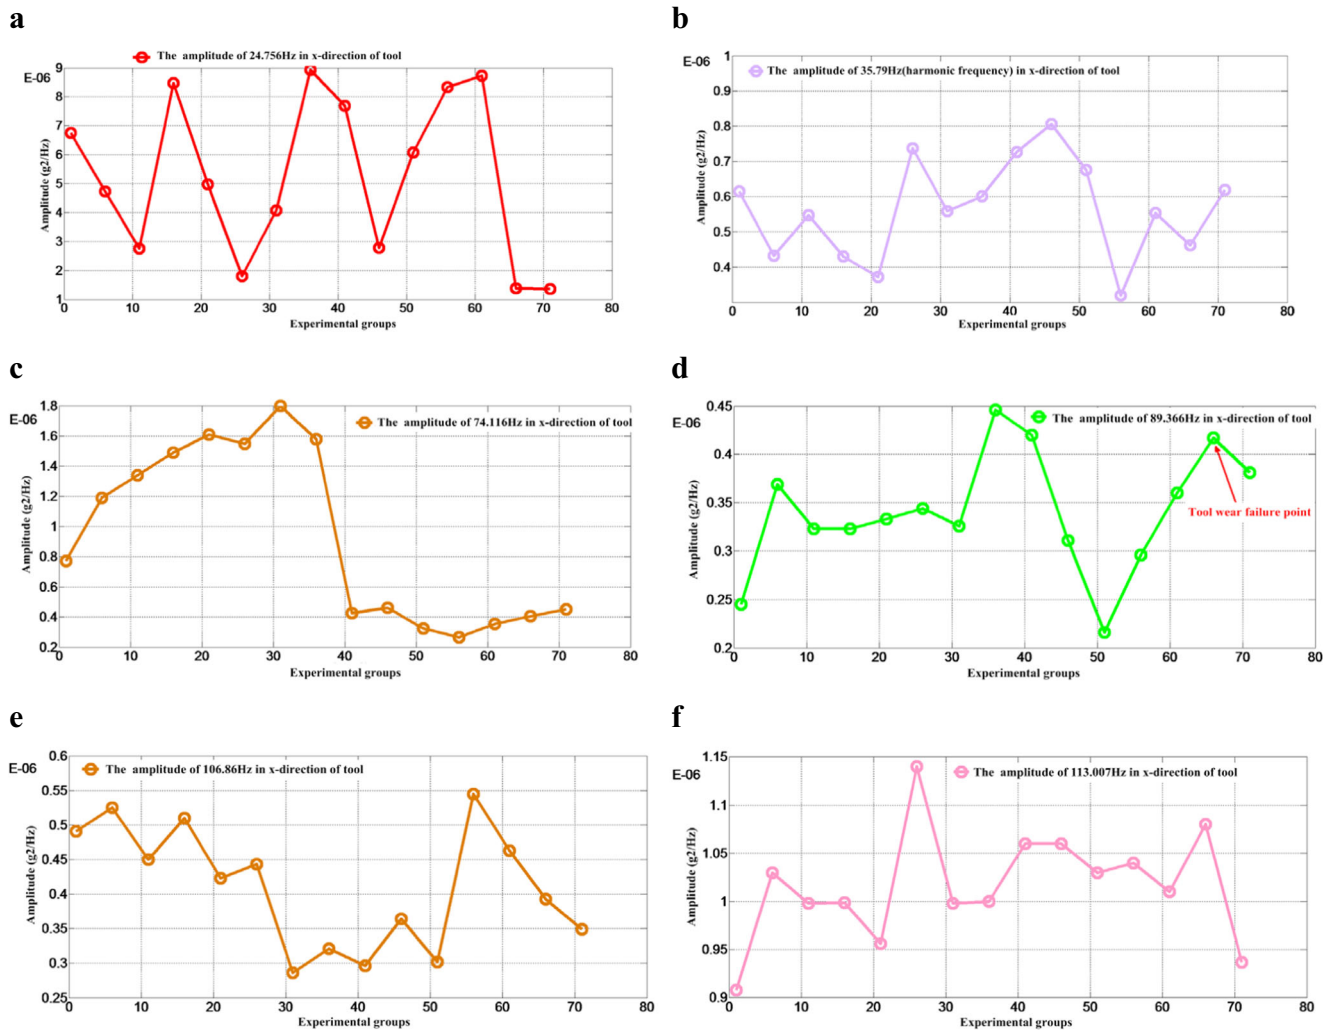 a
The amplitude of 24.756Hz in x-direction of tool
E-06
9
8
7
6
5
4
3
2
1
Amplitude (g2/Hz)
0 10 20 30 40 50 60 70 80
Experimental groups
b
E-06
The amplitude of 35.79Hz(harmonic frequency) in x-direction of tool
1
0.9
0.8
0.7
0.6
0.5
0.4
Amplitude (g2/Hz)
0 10 20 30 40 50 60 70 80
Experimental groups
c
E-06
The amplitude of 74.116Hz in x-direction of tool
1.8
1.6
1.4
1.2
1
0.8
0.6
0.4
0.2
Amplitude (g2/Hz)
0 10 20 30 40 50 60 70 80
Experimental groups
d
E-06
The amplitude of 89.366Hz in x-direction of tool
0.45
0.4
0.35
0.3
0.25
0.2
Amplitude (g2/Hz)
Tool wear failure point
0 10 20 30 40 50 60 70 80
Experimental groups
e
E-06
The amplitude of 106.86Hz in x-direction of tool
0.6
0.55
0.5
0.45
0.4
0.35
0.3
0.25
Amplitude (g2/Hz)
0 10 20 30 40 50 60 70 80
Experimental groups
f
E-06
The amplitude of 113.007Hz in x-direction of tool
1.15
1.1
1.05
1
0.95
0.9
Amplitude (g2/Hz)
0 10 20 30 40 50 60 70 80
Experimental groups